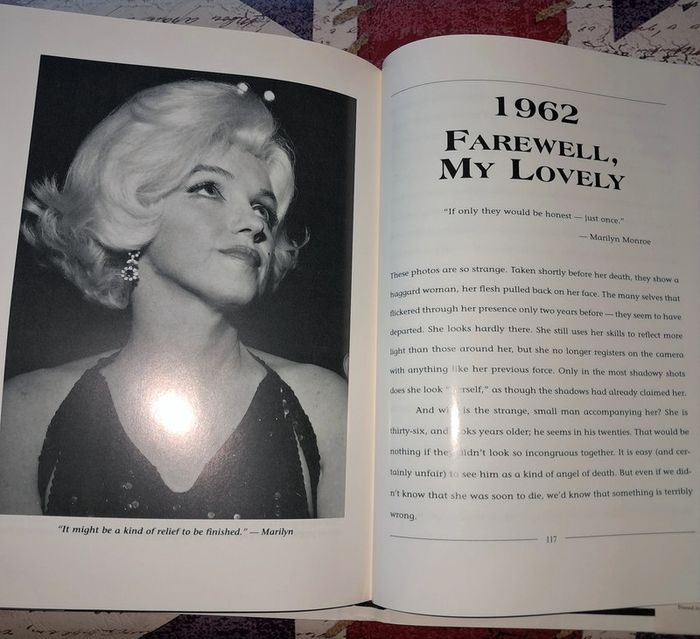 "It might be a kind of relief to be finished." — Marilyn
1962
FAREWELL,
MY LOVELY
"If only they would be honest — just once."
— Marilyn Monroe
These photos are so strange. Taken shortly before her death, they show a
haggard woman, her flesh pulled back on her face. The many selves that
flickered through her presence only two years before — they seem to have
departed. She looks hardly there. She still uses her skills to reflect more
light than those around her, but she no longer registers on the camera
with anything like her previous force. Only in the most shadowy shots
does she look "herself," as though the shadows had already claimed her.
And who is the strange, small man accompanying her? She is
thirty-six, and looks years older; he seems in his twenties. That would be
nothing if they didn't look so incongruous together. It is easy (and cer-
tainly unfair) to see him as a kind of angel of death. But even if we did-
n't know that she was soon to die, we'd know that something is terribly
wrong.
117